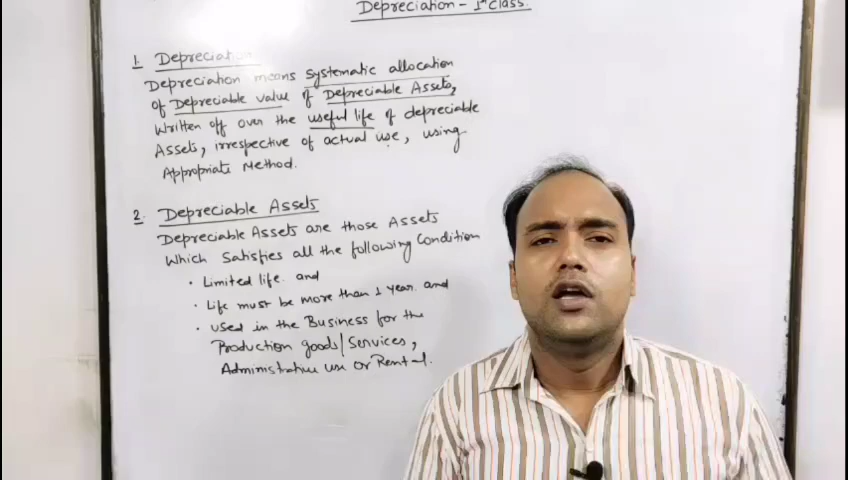 Depreciation - 1st Class.
1. Depreciation
Depreciation means systematic allocation
of Depreciable value of Depreciable Assets,
Written off over the useful life of depreciable
Assets, irrespective of actual use, using
Appropriate Method.
2. Depreciable Assets
Depreciable Assets are those Assets
Which satisfies all the following Condition
• Limited life. and
• Life must be more than 1 Year. and
• used in the Business for the
Production goods/Services,
Administrative use or Rental.